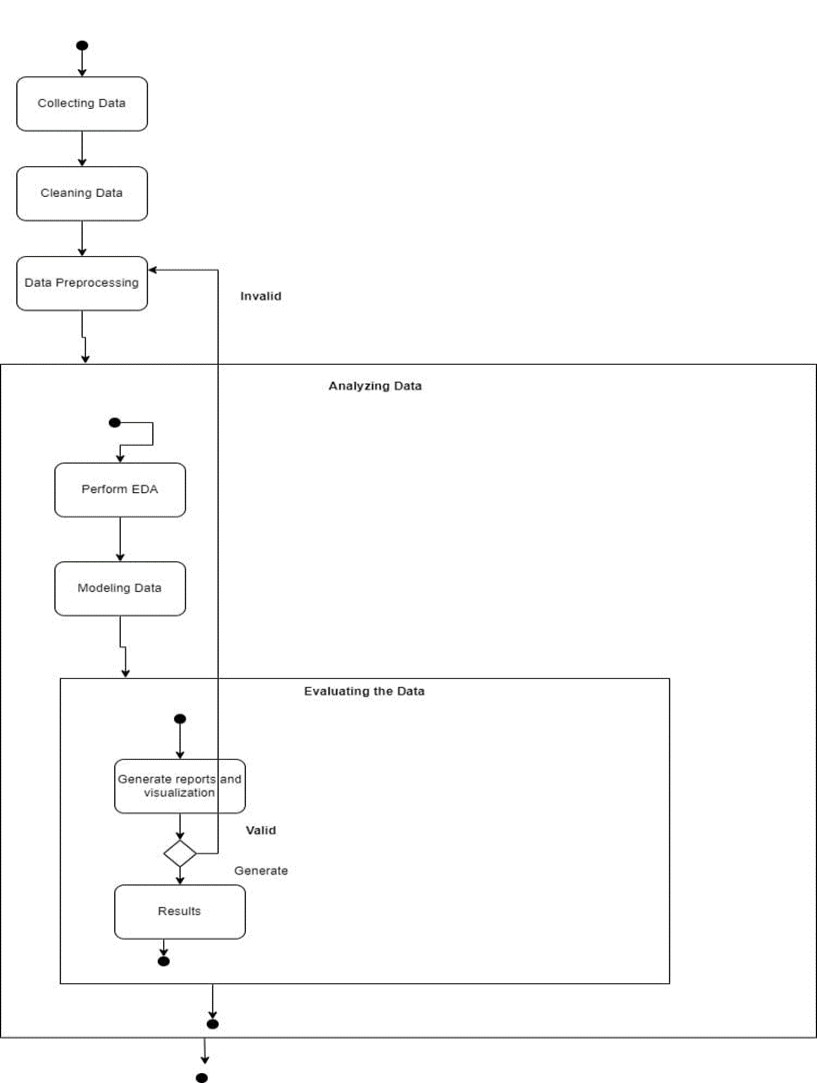 Collecting Data
Cleaning Data
Data Preprocessing
Invalid
Analyzing Data
Perform EDA
Modeling Data
Evaluating the Data
Generate reports and
visualization
Valid
Generate
Results